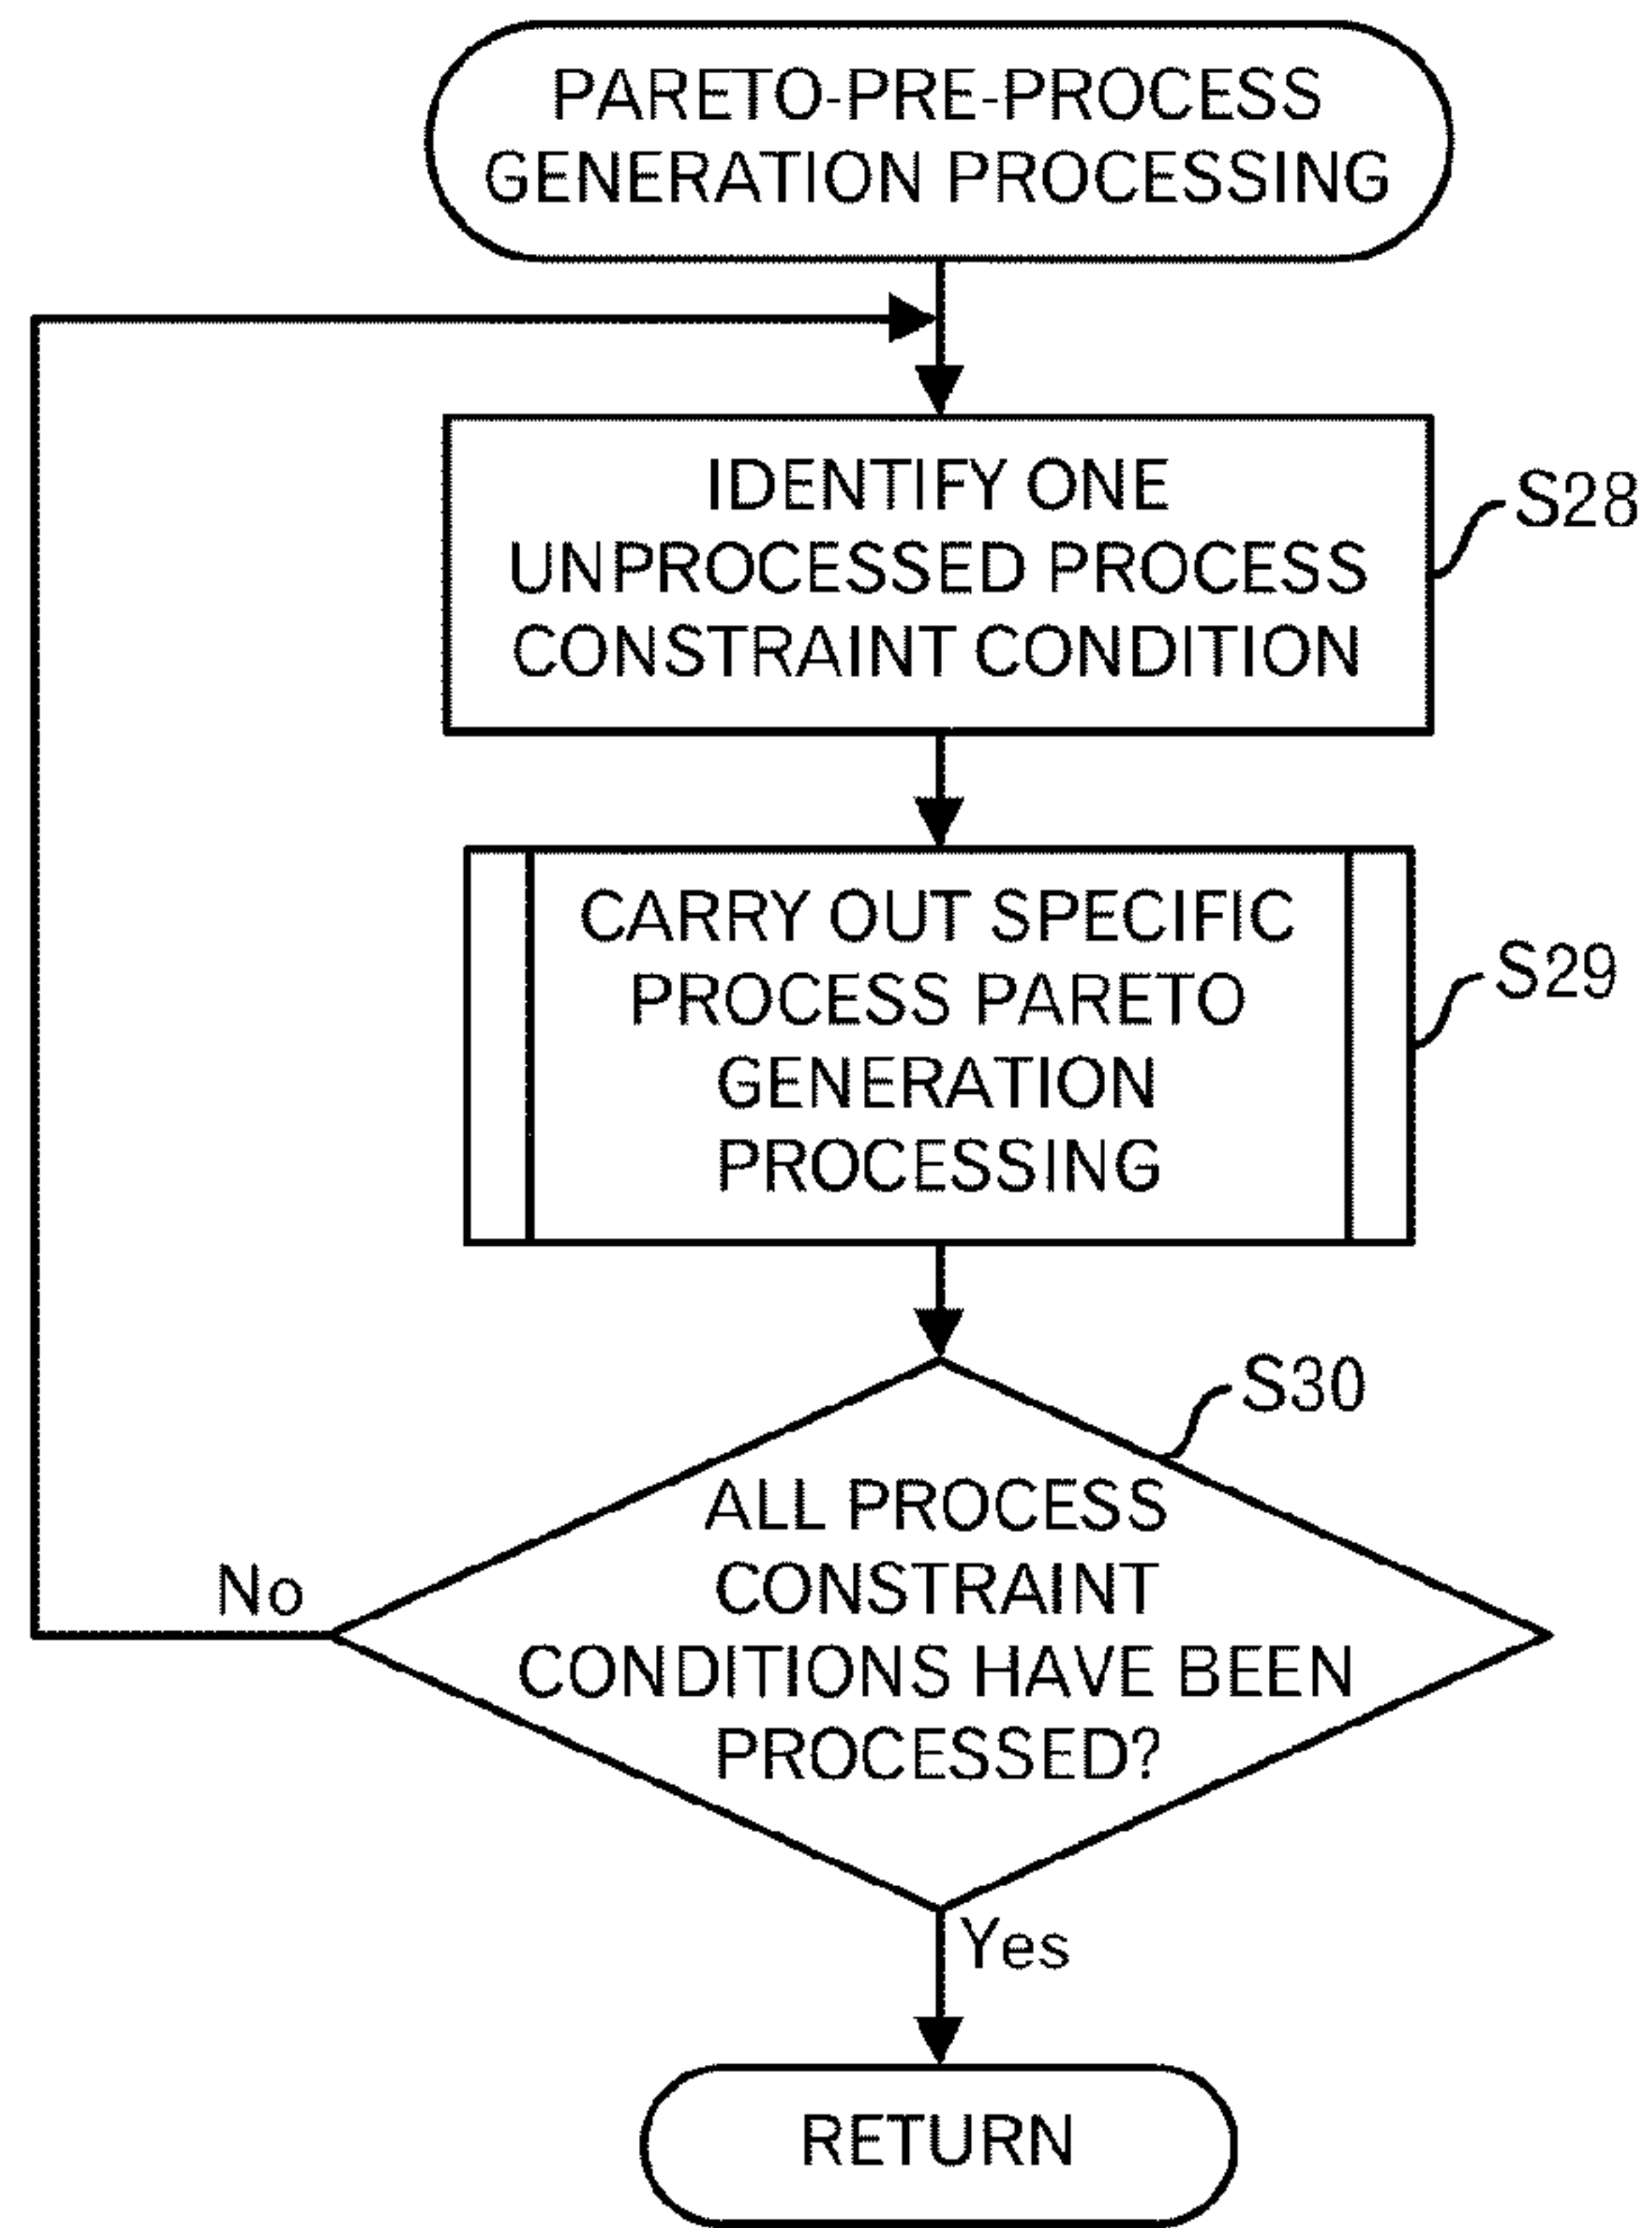 PARETO-PRE-PROCESS
GENERATION PROCESSING
IDENTIFY ONE
UNPROCESSED PROCESS
CONSTRAINT CONDITION
S28
CARRY OUT SPECIFIC
PROCESS PARETO
GENERATION
PROCESSING
S29
S30
ALL PROCESS
CONSTRAINT
CONDITIONS HAVE BEEN
PROCESSED?
No
Yes
RETURN